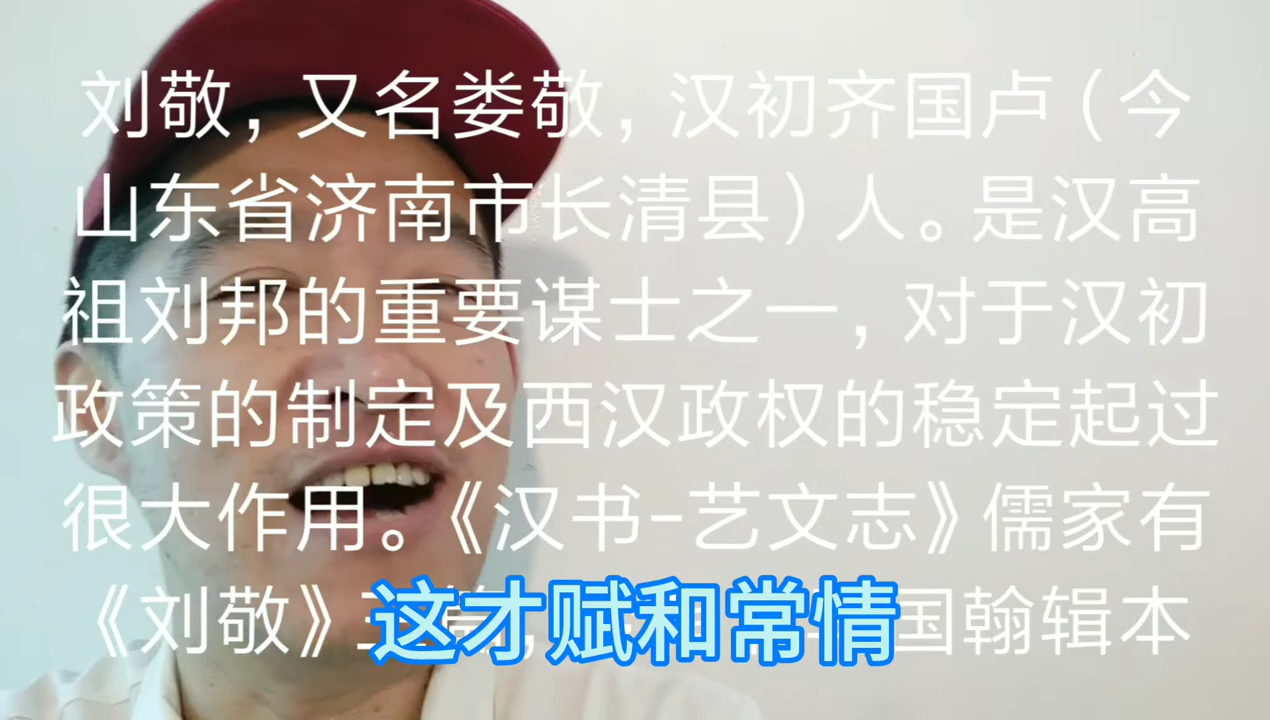 刘敬，又名娄敬，汉初齐国卢（今
山东省济南市长清县）人。是汉高
祖刘邦的重要谋士之一，对于汉初
政策的制定及西汉政权的稳定起过
很大作用。《汉书-艺文志》儒家有
《刘敬》三 国翰辑本
这才赋和常情